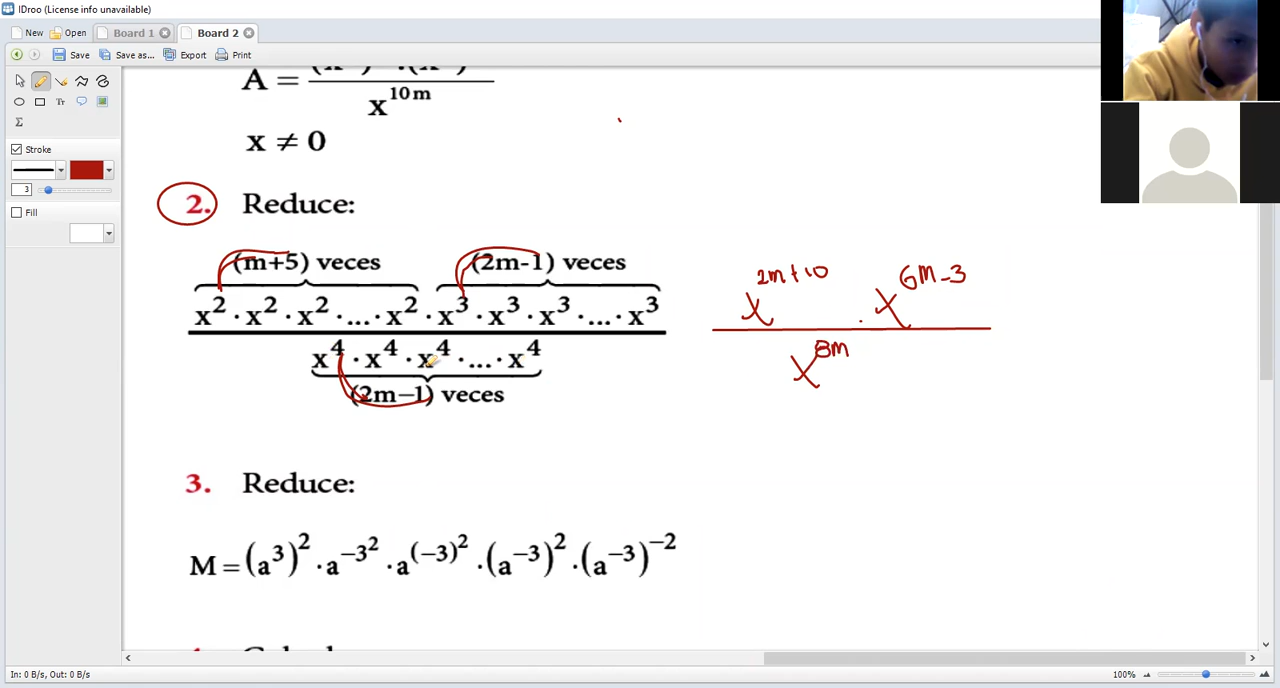 IDroo (License info unavailable)
New Open Board 1 Board 2
Save Save as... Export Print
Tr
Σ
Stroke
3
Fill
A = / x^{10m}
x ≠ 0
2. Reduce:
(m+5) veces (2m-1) veces
x^2 · x^2 · x^2 · ... · x^2 · x^3 · x^3 · x^3 · ... · x^3
x^4 · x^4 · x^4 · ... · x^4
(2m−1) veces
x^{2m+10} . x^{6m-3}
x^{8m}
3. Reduce:
M = (a^3)^2 · a^{−3^2} · a^{(−3)^2} · (a^{−3})^2 · (a^{−3})^{−2}
In: 0 B/s, Out: 0 B/s 100%